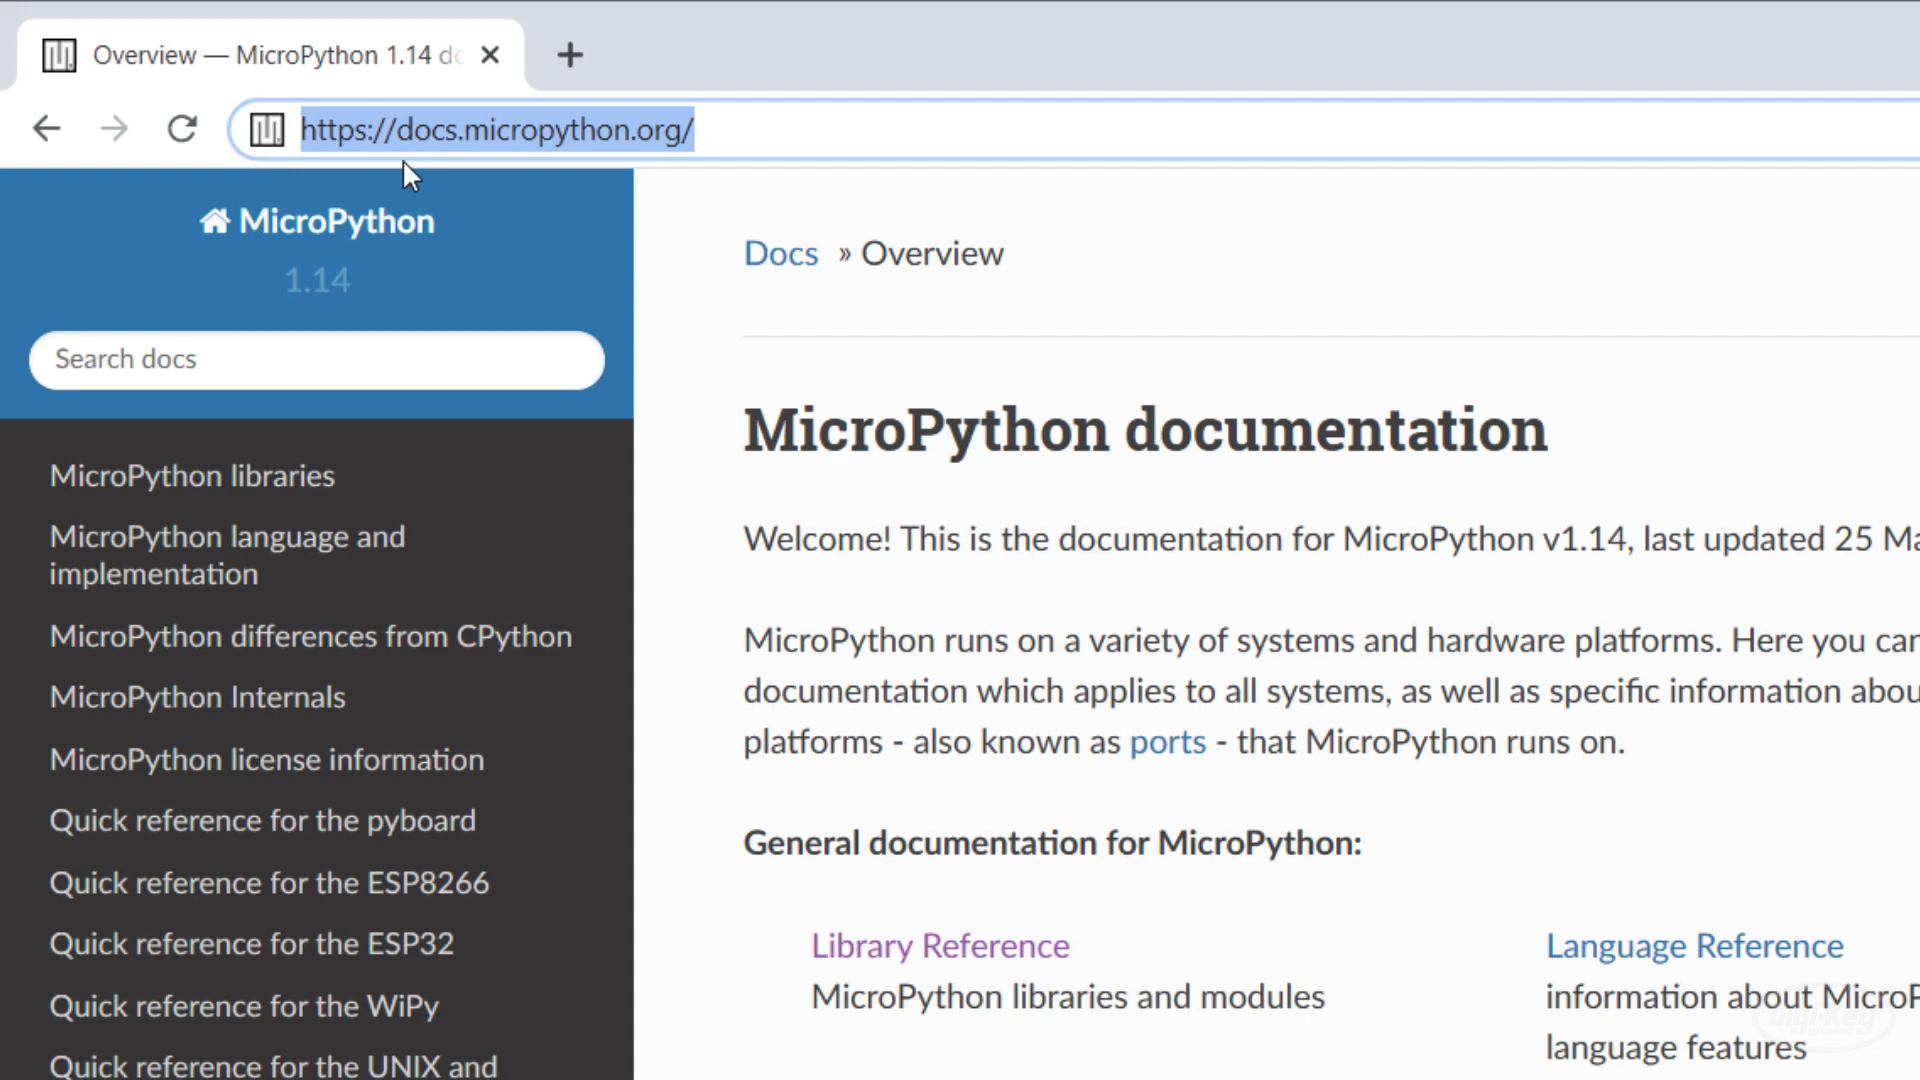 Overview — MicroPython 1.14 do
https://docs.micropython.org/
MicroPython
1.14
Search docs
MicroPython libraries
MicroPython language and
implementation
MicroPython differences from CPython
MicroPython Internals
MicroPython license information
Quick reference for the pyboard
Quick reference for the ESP8266
Quick reference for the ESP32
Quick reference for the WiPy
Quick reference for the UNIX and
Docs » Overview
MicroPython documentation
Welcome! This is the documentation for MicroPython v1.14, last updated 25 Ma
MicroPython runs on a variety of systems and hardware platforms. Here you can
documentation which applies to all systems, as well as specific information abou
platforms - also known as ports - that MicroPython runs on.
General documentation for MicroPython:
Library Reference
MicroPython libraries and modules
Language Reference
information about MicroP
language features
Digi-Key